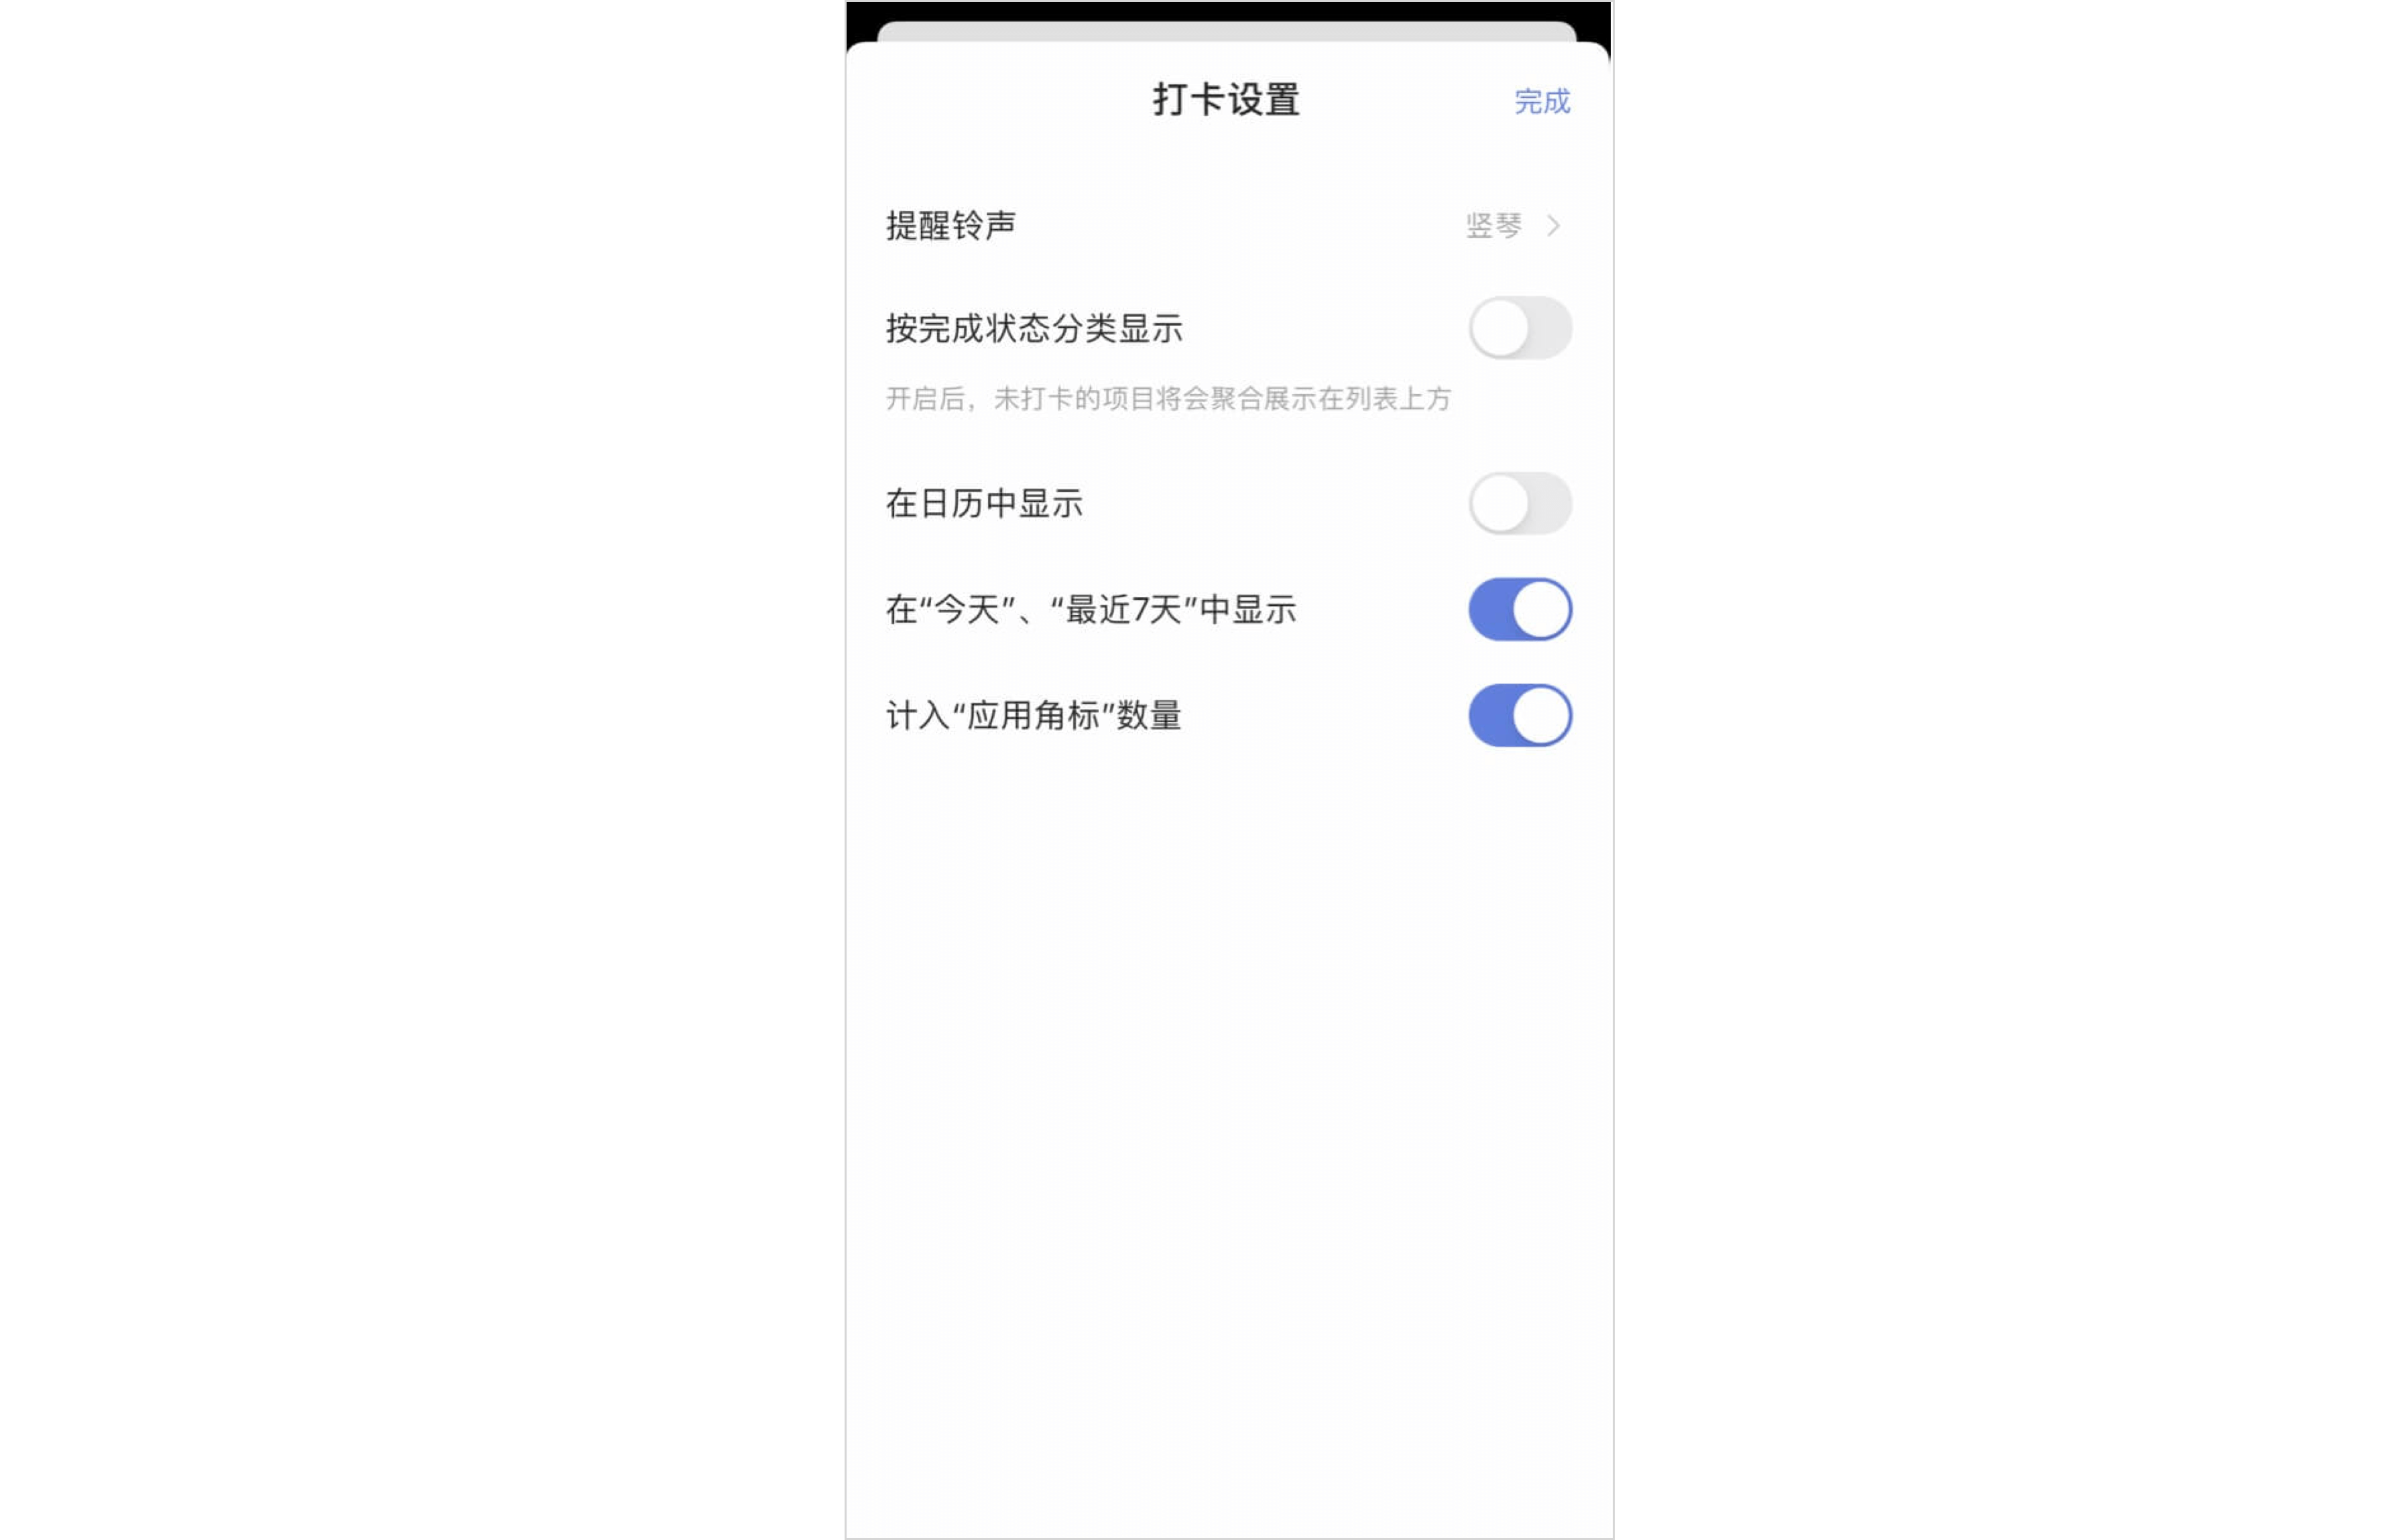 打卡设置
完成
提醒铃声
竖琴
按完成状态分类显示
开启后，未打卡的项目将会聚合展示在列表上方
在日历中显示
在“今天”、“最近7天”中显示
计入“应用角标”数量